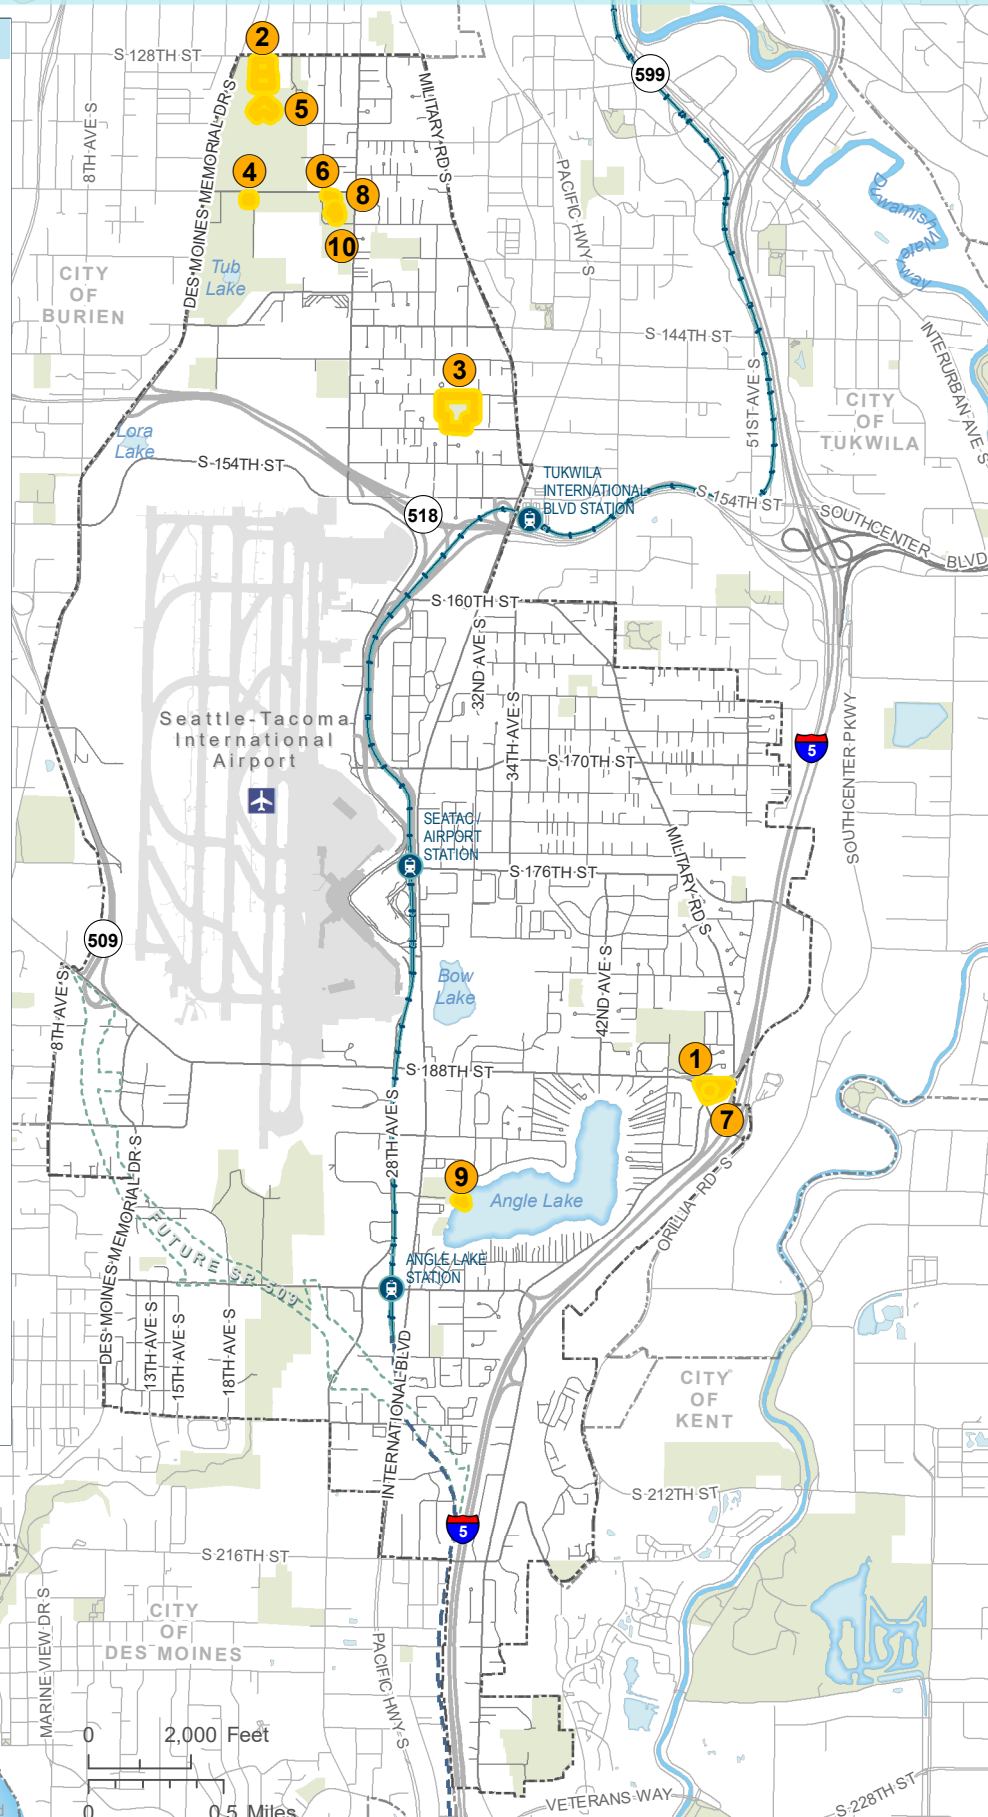 2
S 128TH ST
599
5
8TH AVE S
DES MOINES MEMORIAL DR S
MILITARY RD S
4
6
8
10
PACIFIC HWY S
Duwamish
Waterway
Tub
Lake
CITY
OF
BURIEN
S 144TH ST
INTERURBAN AVE S
3
51ST AVE S
CITY
OF
TUKWILA
Lora
Lake
S 154TH ST
TUKWILA
INTERNATIONAL
BLVD STATION
S 154TH ST
518
SOUTHCENTER BLVD
S 160TH ST
32ND AVE S
34TH AVE S
Seattle-Tacoma
International
Airport
S 170TH ST
5
SOUTHCENTER PKWY
SEATAC /
AIRPORT
STATION
MILITARY RD S
S 176TH ST
509
8TH AVE S
Bow
Lake
42ND AVE S
1
S 188TH ST
7
28TH AVE S
DES MOINES MEMORIAL DR S
9
Angle Lake
ORILLIA RD S
FUTURE SR 509
ANGLE LAKE
STATION
13TH AVE S
15TH AVE S
18TH AVE S
INTERNATIONAL BLVD
CITY
OF
KENT
S 212TH ST
5
S 216TH ST
MARINE VIEW DR S
CITY
OF
DES MOINES
PACIFIC HWY S
0 2,000 Feet
0 0.5 Miles
VETERANS WAY
S 228TH ST